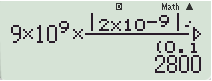 D Math ▲
9×10⁹× |2×10-9|
(0.1
2800